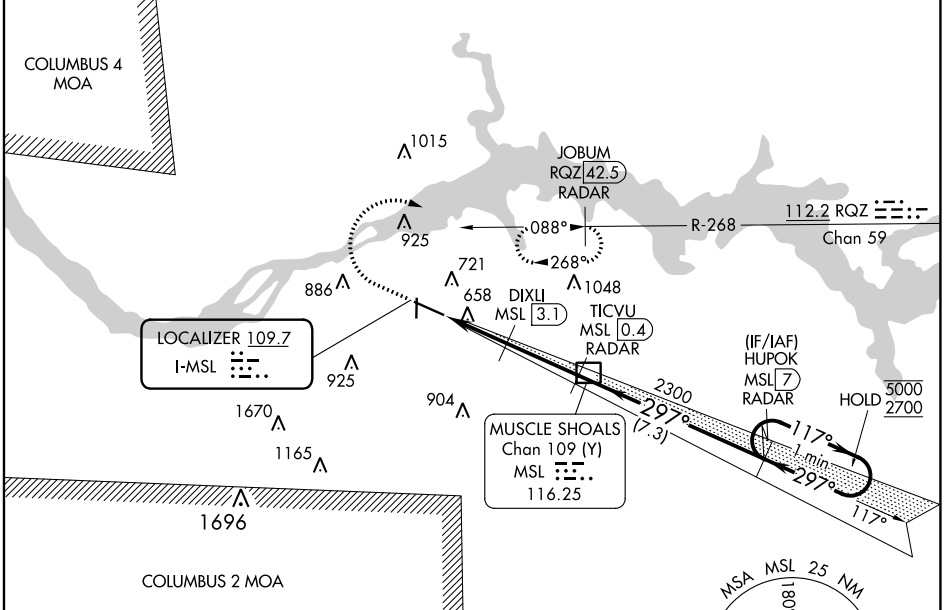 COLUMBUS 4
MOA
1015
JOBUM
RQZ 42.5
RADAR
112.2 RQZ
Chan 59
R-268
925
088°
268°
886
721
658
1048
DIXLI
MSL 3.1
TICVU
MSL 0.4
RADAR
LOCALIZER 109.7
I-MSL
925
(IF/IAF)
HUPOK
MSL 7
RADAR
HOLD 5000
2700
2300
297°
(7.3)
117°
1 min
297°
117°
904
1670
1165
MUSCLE SHOALS
Chan 109 (Y)
MSL
116.25
1696
COLUMBUS 2 MOA
MSA MSL 25 NM
180°